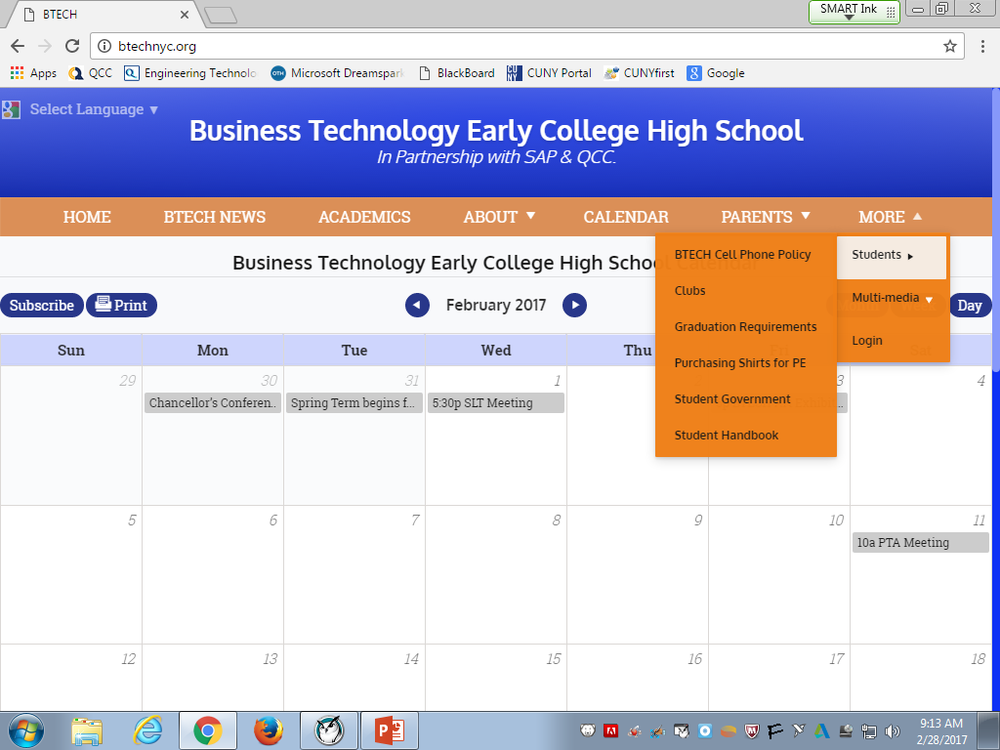 BTECH
SMART Ink
btechnyc.org
Apps QCC Engineering Technolo Microsoft Dreamspark BlackBoard CUNY Portal CUNYfirst Google
Select Language ▼
Business Technology Early College High School
In Partnership with SAP & QCC.
HOME BTECH NEWS ACADEMICS ABOUT CALENDAR PARENTS MORE
Business Technology Early College High School Calendar
BTECH Cell Phone Policy
Clubs
Graduation Requirements
Purchasing Shirts for PE
Student Government
Student Handbook
Students
Multi-media
Login
Subscribe Print February 2017 Day
Sun Mon Tue Wed Thu
29 30 31 1 3 4
Chancellor's Conferen.. Spring Term begins f... 5:30p SLT Meeting
5 6 7 8 9 10 11
10a PTA Meeting
12 13 14 15 16 17 18
9:13 AM
2/28/2017